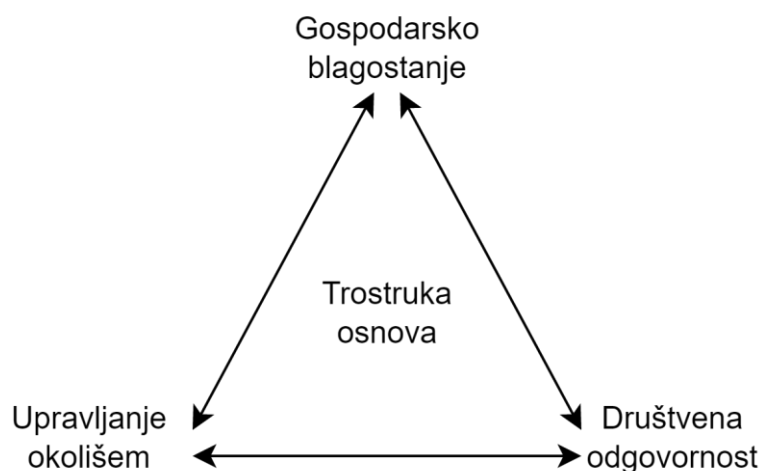 Gospodarsko
blagostanje
Trostruka
osnova
Upravljanje
okolišem
Društvena
odgovornost